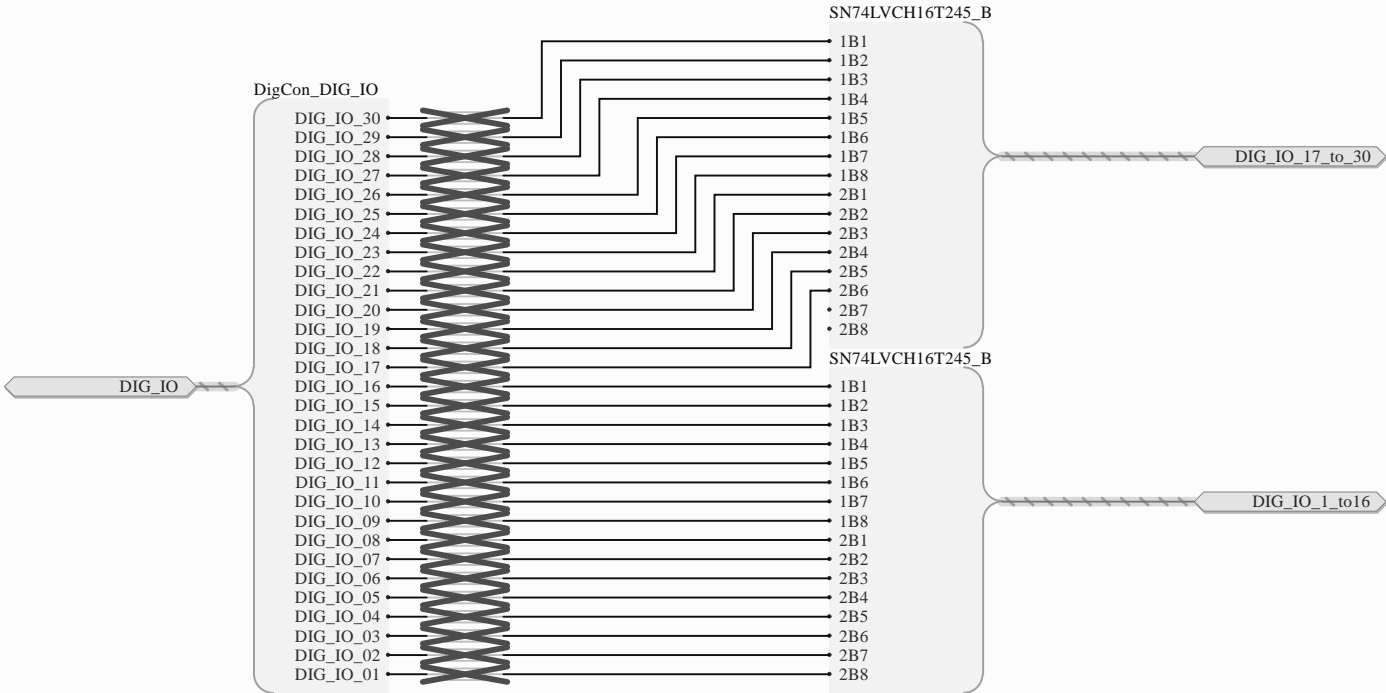 SN74LVCH16T245_B
1B1
1B2
1B3
1B4
1B5
1B6
1B7
1B8
2B1
2B2
2B3
2B4
2B5
2B6
2B7
2B8
DIG_IO_17_to_30
DigCon_DIG_IO
DIG_IO_30
DIG_IO_29
DIG_IO_28
DIG_IO_27
DIG_IO_26
DIG_IO_25
DIG_IO_24
DIG_IO_23
DIG_IO_22
DIG_IO_21
DIG_IO_20
DIG_IO_19
DIG_IO_18
DIG_IO_17
DIG_IO_16
DIG_IO_15
DIG_IO_14
DIG_IO_13
DIG_IO_12
DIG_IO_11
DIG_IO_10
DIG_IO_09
DIG_IO_08
DIG_IO_07
DIG_IO_06
DIG_IO_05
DIG_IO_04
DIG_IO_03
DIG_IO_02
DIG_IO_01
DIG_IO
SN74LVCH16T245_B
1B1
1B2
1B3
1B4
1B5
1B6
1B7
1B8
2B1
2B2
2B3
2B4
2B5
2B6
2B7
2B8
DIG_IO_1_to16